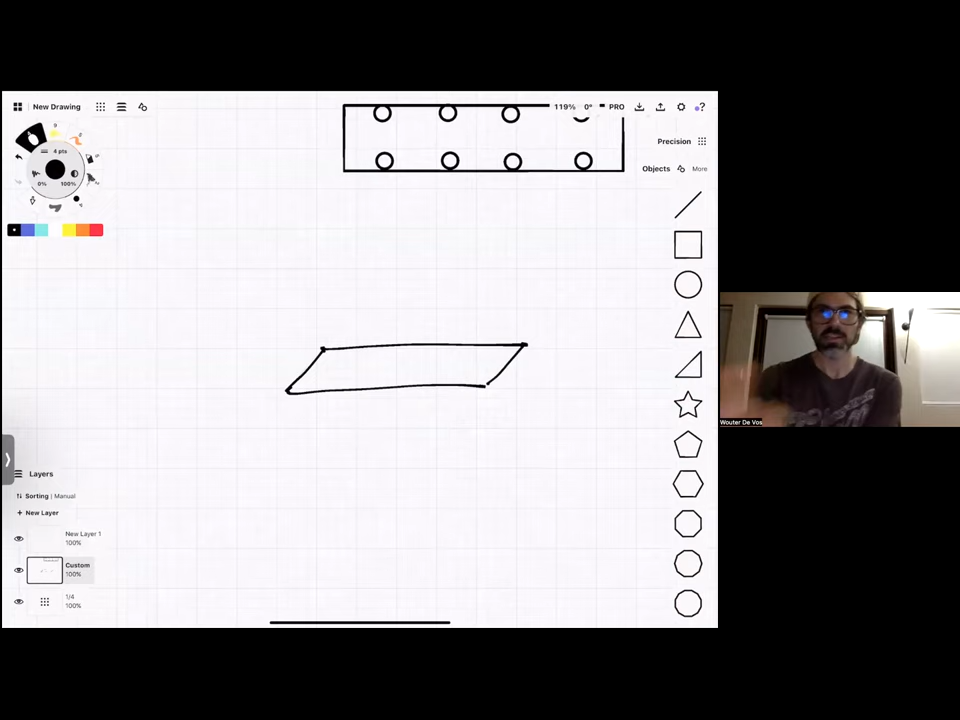 New Drawing
119% 0° PRO
4 pts
0% 100%
Precision
Objects More
Layers
Sorting | Manual
+ New Layer
New Layer 1
100%
Custom
100%
1/4
100%
Wouter De Vos